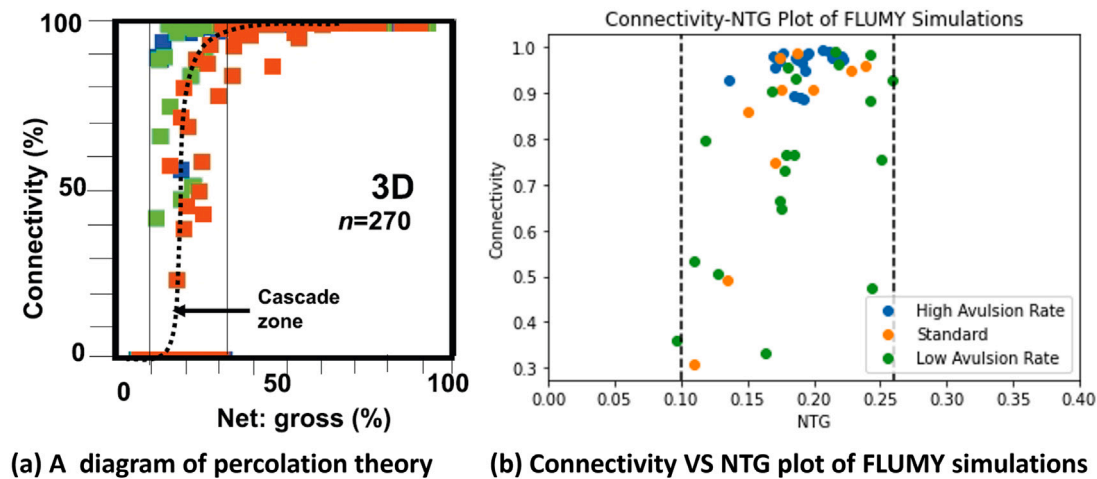 100
50
0
Connectivity (%)
3D
n=270
Cascade
zone
0
50
100
Net: gross (%)
(a) A diagram of percolation theory
Connectivity-NTG Plot of FLUMY Simulations
1.0
0.9
0.8
0.7
0.6
0.5
0.4
0.3
Connectivity
High Avulsion Rate
Standard
Low Avulsion Rate
0.00
0.05
0.10
0.15
0.20
0.25
0.30
0.35
0.40
NTG
(b) Connectivity VS NTG plot of FLUMY simulations